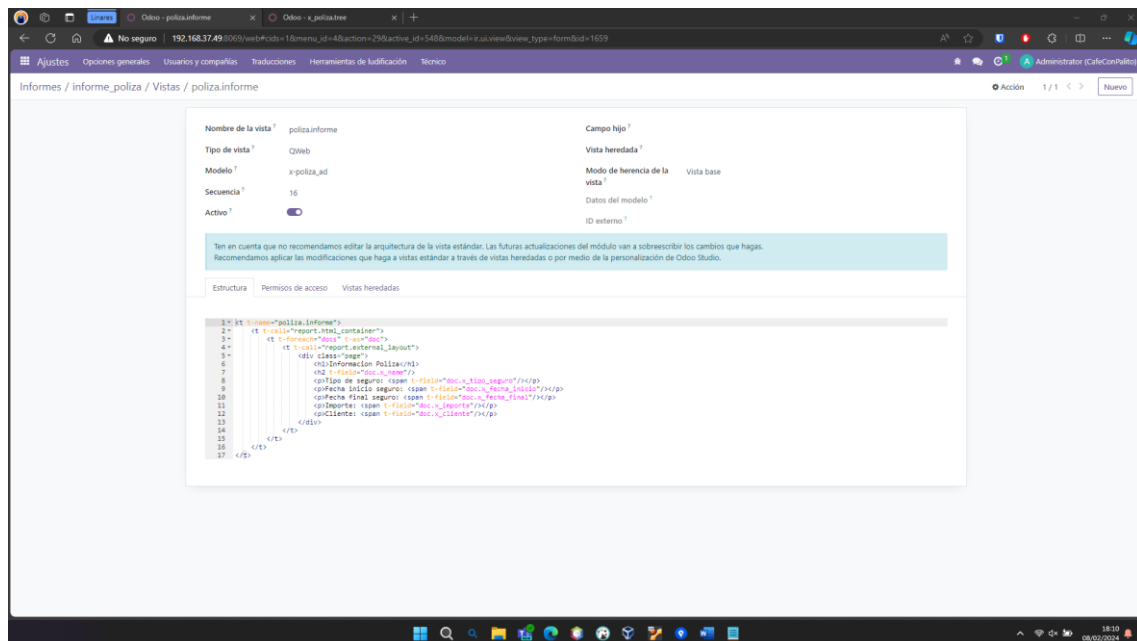 Linares Odoo - poliza.informe × Odoo - x_poliza.tree × +
No seguro 192.168.37.49:8069/web#cids=1&menu_id=4&action=29&active_id=548&model=ir.ui.view&view_type=form&id=1659
Ajustes Opciones generales Usuarios y compañías Traducciones Herramientas de ludificación Técnico 1 A Administrator (CafeConPalito)
Informes / informe_poliza / Vistas / poliza.informe Acción 1 / 1 < > Nuevo
Nombre de la vista ? poliza.informe Campo hijo ?
Tipo de vista ? QWeb Vista heredada ?
Modelo ? x-poliza_ad Modo de herencia de la vista ? Vista base
Secuencia ? 16 Datos del modelo ?
Activo ? ID externo ?
Ten en cuenta que no recomendamos editar la arquitectura de la vista estándar. Las futuras actualizaciones del módulo van a sobreescribir los cambios que hagas.
Recomendamos aplicar las modificaciones que haga a vistas estándar a través de vistas heredadas o por medio de la personalización de Odoo Studio.
Estructura Permisos de acceso Vistas heredadas
1 <t t-name="poliza.informe">
2 <t t-call="report.html_container">
3 <t t-foreach="docs" t-as="doc">
4 <t t-call="report.external_layout">
5 <div class="page">
6 <h1>Informacion Poliza</h1>
7 <h2 t-field="doc.x_name"/>
8 <p>Tipo de seguro: <span t-field="doc.x_tipo_seguro"/></p>
9 <p>Fecha inicio seguro: <span t-field="doc.x_fecha_inicio"/></p>
10 <p>Fecha final seguro: <span t-field="doc.x_fecha_final"/></p>
11 <p>Importe: <span t-field="doc.x_importe"/></p>
12 <p>Cliente: <span t-field="doc.x_cliente"/></p>
13 </div>
14 </t>
15 </t>
16 </t>
17 </t>
18:10
08/02/2024